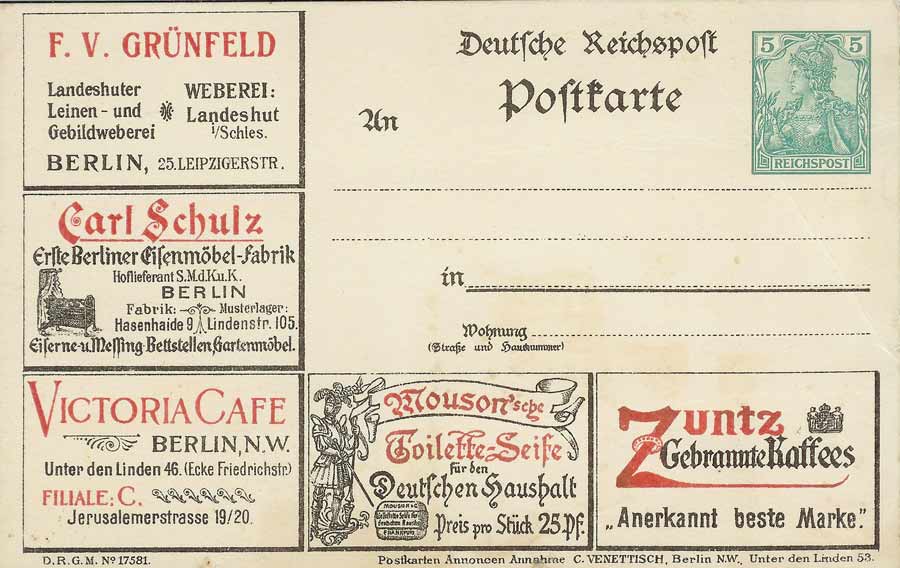 F. V. GRÜNFELD
Landeshuter
Leinen- und
Gebildweberei
WEBEREI:
Landeshut
i/Schles.
BERLIN, 25. LEIPZIGERSTR.
Deutsche Reichspost
Postkarte
An
5 5
REICHSPOST
in
Wohnung
(Straße und Hausnummer)
Carl Schulz
Erste Berliner Eisenmöbel-Fabrik
Hoflieferant S.M.d.K.u.K.
BERLIN
Fabrik: Musterlager:
Hasenhaide 9 Lindenstr. 105.
Eiserne-u. Messing-Bettstellen, Gartenmöbel.
VICTORIA CAFE
BERLIN, N.W.
Unter den Linden 46. (Ecke Friedrichstr.)
FILIALE: C.
Jerusalemerstrasse 19/20.
Mouson'sche
Toilette-Seife
für den
Deutschen Haushalt
Preis pro Stück 25 Pf.
MOUSON & C
FRANKFURT
Zuntz
Gebrannte Kaffees
„Anerkannt beste Marke."
D.R.G.M. Nº 17581.
Postkarten Annoncen Annahme C. VENETTISCH, Berlin N.W., Unter den Linden 53.